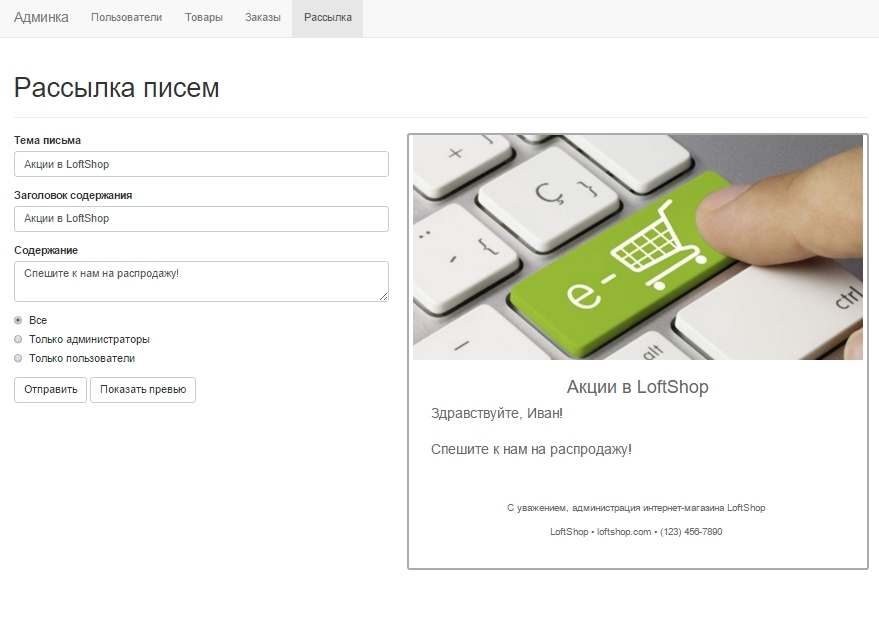 Админка Пользователи Товары Заказы Рассылка
Рассылка писем
Тема письма
Акции в LoftShop
Заголовок содержания
Акции в LoftShop
Содержание
Спешите к нам на распродажу!
Все
Только администраторы
Только пользователи
Отправить Показать превью
+ }
Ç }
¨ {
e-
ctrl
alt
Акции в LoftShop
Здравствуйте, Иван!
Спешите к нам на распродажу!
С уважением, администрация интернет-магазина LoftShop
LoftShop • loftshop.com • (123) 456-7890